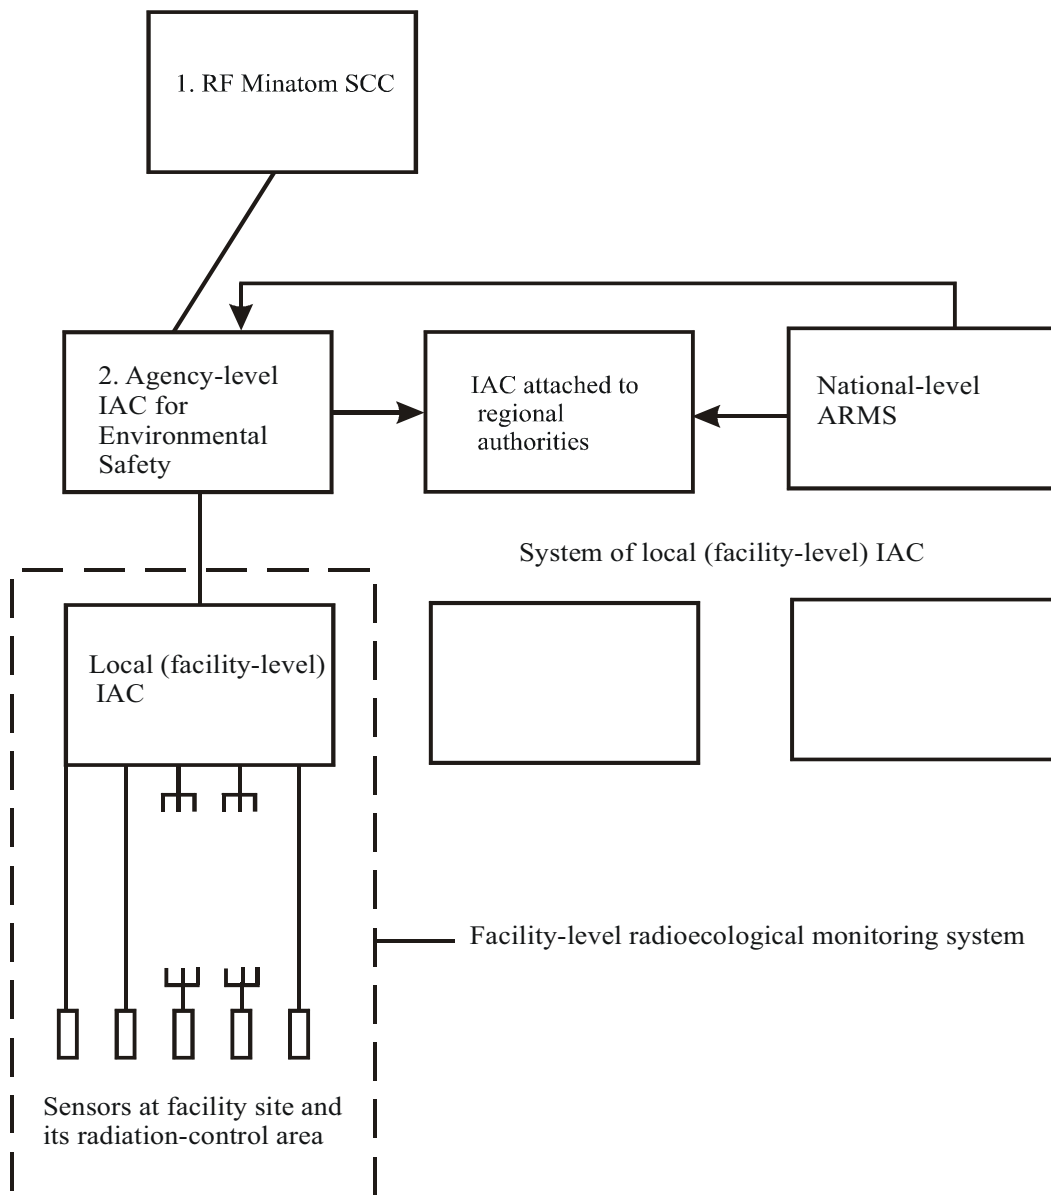 1. RF Minatom SCC
2. Agency-level
IAC for
Environmental
Safety
IAC attached to
regional
authorities
National-level
ARMS
System of local (facility-level) IAC
Local (facility-level)
IAC
Facility-level radioecological monitoring system
Sensors at facility site and
its radiation-control area